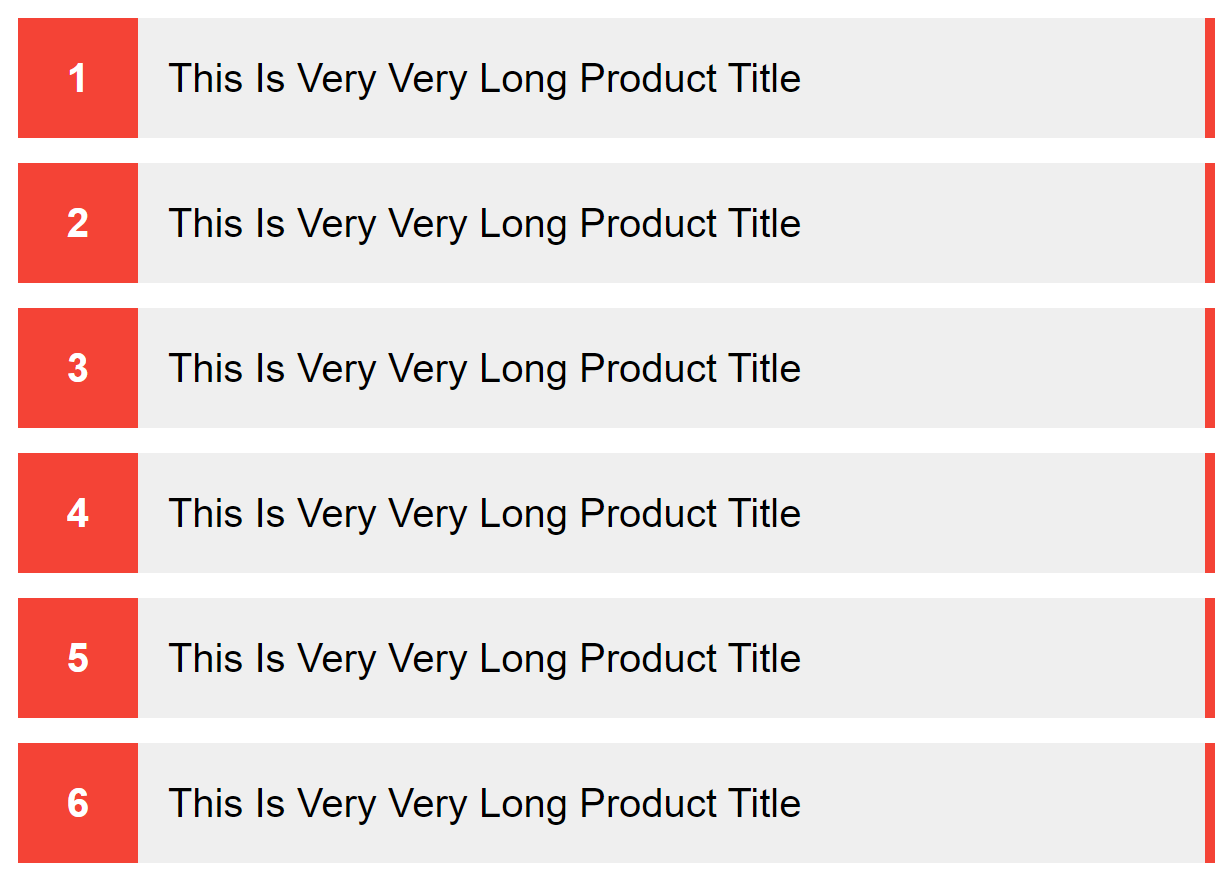 1 This Is Very Very Long Product Title
2 This Is Very Very Long Product Title
3 This Is Very Very Long Product Title
4 This Is Very Very Long Product Title
5 This Is Very Very Long Product Title
6 This Is Very Very Long Product Title